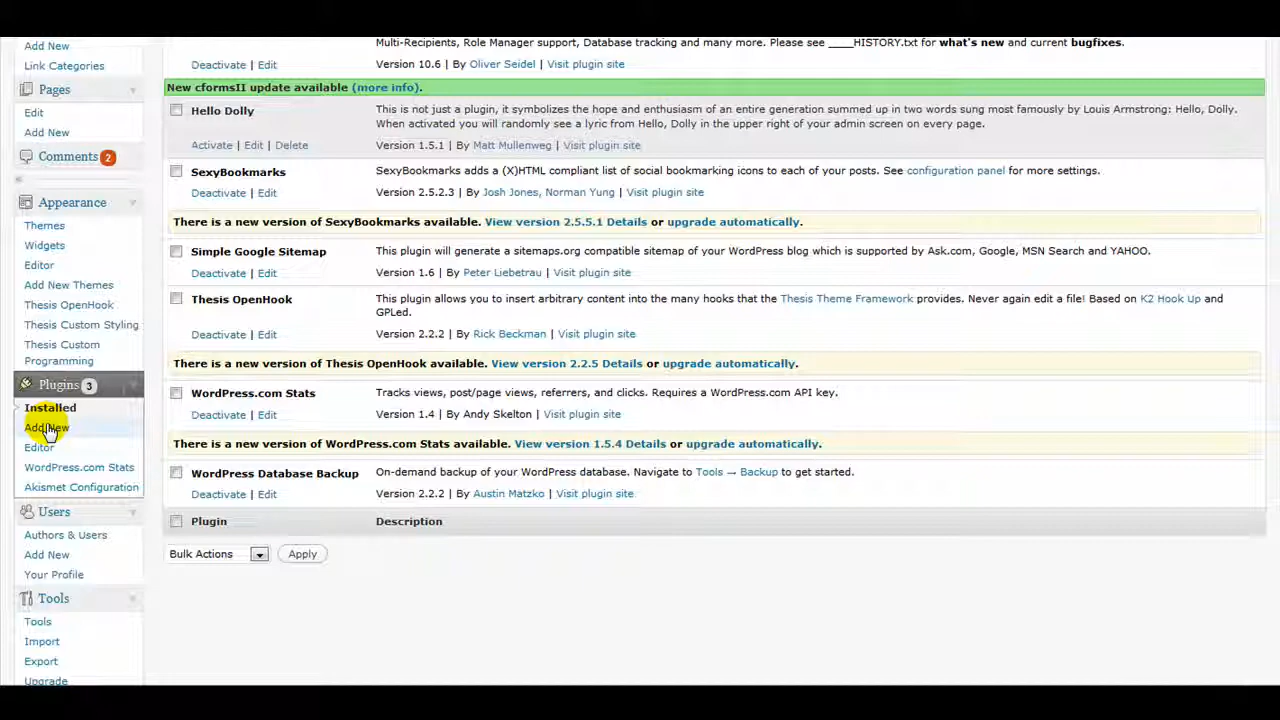 Add New
Link Categories
Pages
Edit
Add New
Comments 2
Appearance
Themes
Widgets
Editor
Add New Themes
Thesis OpenHook
Thesis Custom Styling
Thesis Custom
Programming
Plugins 3
Installed
Add New
Editor
WordPress.com Stats
Akismet Configuration
Users
Authors & Users
Add New
Your Profile
Tools
Tools
Import
Export
Upgrade
Multi-Recipients, Role Manager support, Database tracking and many more. Please see ____HISTORY.txt for what's new and current bugfixes.
Deactivate | Edit Version 10.6 | By Oliver Seidel | Visit plugin site
New cformsII update available (more info).
Hello Dolly This is not just a plugin, it symbolizes the hope and enthusiasm of an entire generation summed up in two words sung most famously by Louis Armstrong: Hello, Dolly.
When activated you will randomly see a lyric from Hello, Dolly in the upper right of your admin screen on every page.
Activate | Edit | Delete Version 1.5.1 | By Matt Mullenweg | Visit plugin site
SexyBookmarks SexyBookmarks adds a (X)HTML compliant list of social bookmarking icons to each of your posts. See configuration panel for more settings.
Deactivate | Edit Version 2.5.2.3 | By Josh Jones, Norman Yung | Visit plugin site
There is a new version of SexyBookmarks available. View version 2.5.5.1 Details or upgrade automatically.
Simple Google Sitemap This plugin will generate a sitemaps.org compatible sitemap of your WordPress blog which is supported by Ask.com, Google, MSN Search and YAHOO.
Deactivate | Edit Version 1.6 | By Peter Liebetrau | Visit plugin site
Thesis OpenHook This plugin allows you to insert arbitrary content into the many hooks that the Thesis Theme Framework provides. Never again edit a file! Based on K2 Hook Up and
GPLed.
Deactivate | Edit Version 2.2.2 | By Rick Beckman | Visit plugin site
There is a new version of Thesis OpenHook available. View version 2.2.5 Details or upgrade automatically.
WordPress.com Stats Tracks views, post/page views, referrers, and clicks. Requires a WordPress.com API key.
Deactivate | Edit Version 1.4 | By Andy Skelton | Visit plugin site
There is a new version of WordPress.com Stats available. View version 1.5.4 Details or upgrade automatically.
WordPress Database Backup On-demand backup of your WordPress database. Navigate to Tools → Backup to get started.
Deactivate | Edit Version 2.2.2 | By Austin Matzko | Visit plugin site
Plugin Description
Bulk Actions Apply